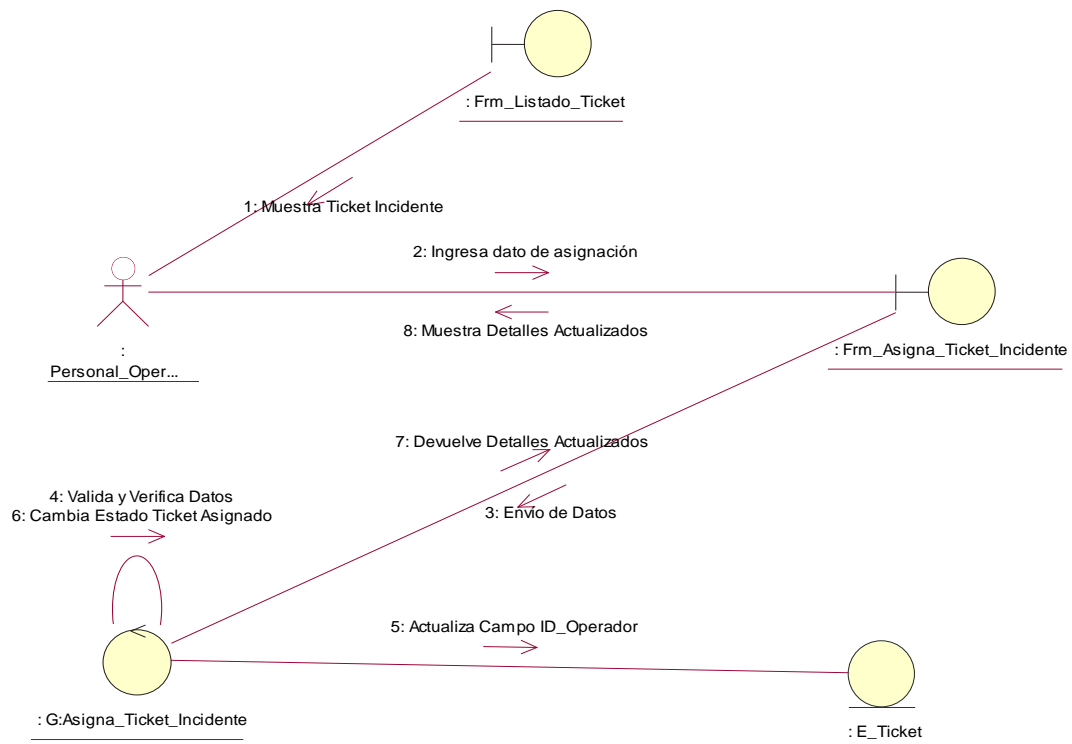 : Frm_Listado_Ticket
1: Muestra Ticket Incidente
2: Ingresa dato de asignación
8: Muestra Detalles Actualizados
: Frm_Asigna_Ticket_Incidente
:
Personal_Oper...
7: Devuelve Detalles Actualizados
3: Envio de Datos
4: Valida y Verifica Datos
6: Cambia Estado Ticket Asignado
5: Actualiza Campo ID_Operador
: G:Asigna_Ticket_Incidente
: E_Ticket